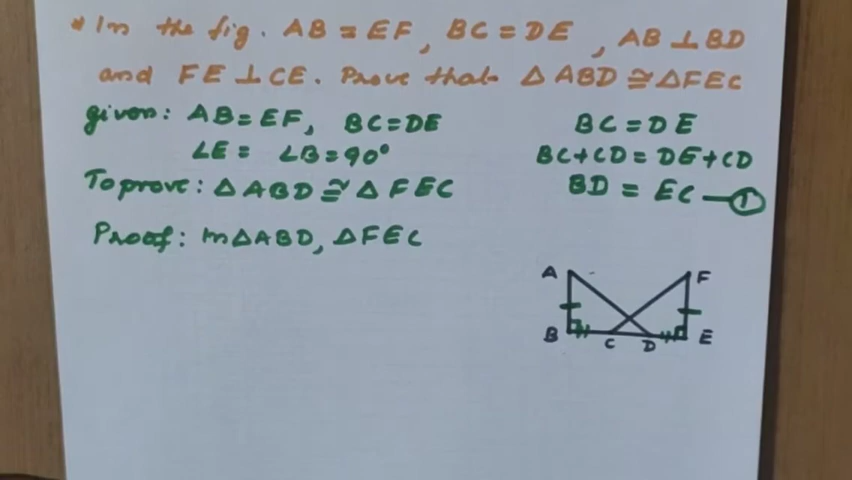 * In the fig. AB = EF, BC = DE, AB ⊥ BD
and FE ⊥ CE. Prove that △ ABD ≅ △FEC
given: AB = EF, BC = DE
∠E = ∠B = 90°
To prove: △ ABD ≅ △ FEC
Proof: In △ABD, △FEC
BC = DE
BC+CD = DE+CD
BD = EC —①
A
F
B
C
D
E